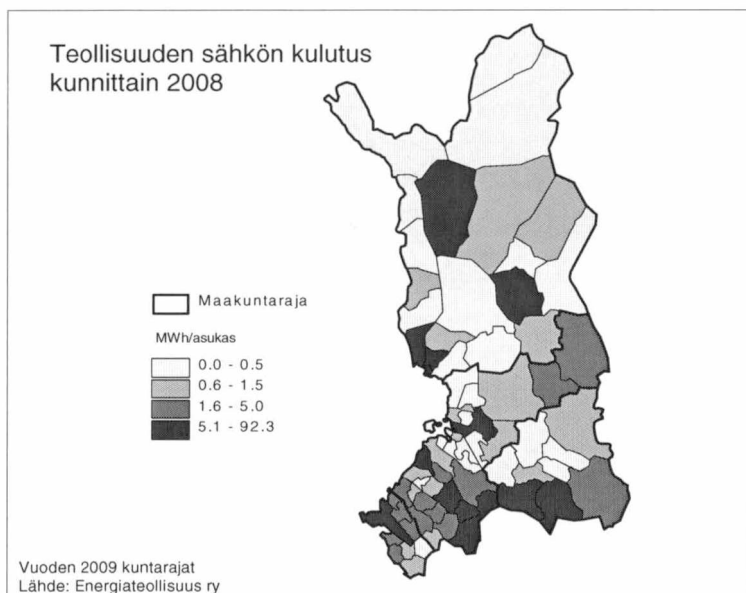 Teollisuuden sähkön kulutus
kunnittain 2008
Maakuntaraja
MWh/asukas
0.0 - 0.5
0.6 - 1.5
1.6 - 5.0
5.1 - 92.3
Vuoden 2009 kuntarajat
Lähde: Energiateollisuus ry